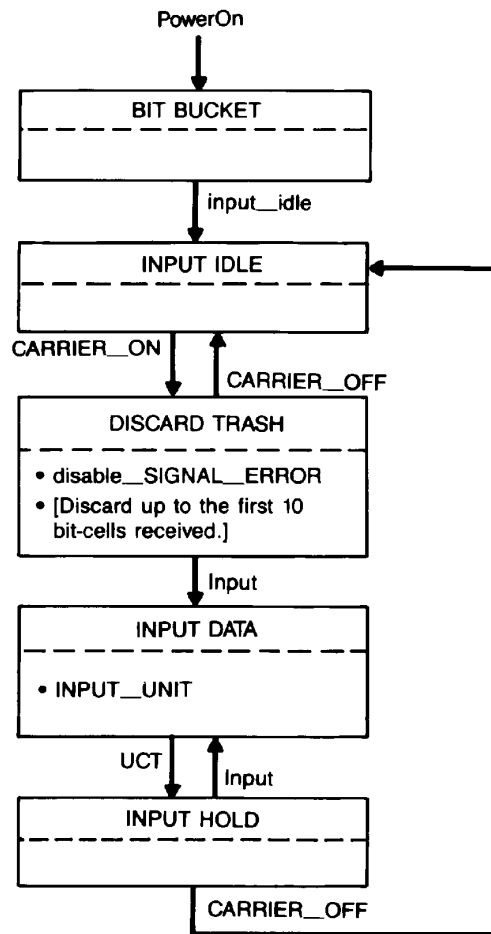 PowerOn
BIT BUCKET
input__idle
INPUT IDLE
CARRIER__ON
CARRIER__OFF
DISCARD TRASH
• disable__SIGNAL__ERROR
• [Discard up to the first 10
bit-cells received.]
Input
INPUT DATA
• INPUT__UNIT
UCT
Input
INPUT HOLD
CARRIER__OFF